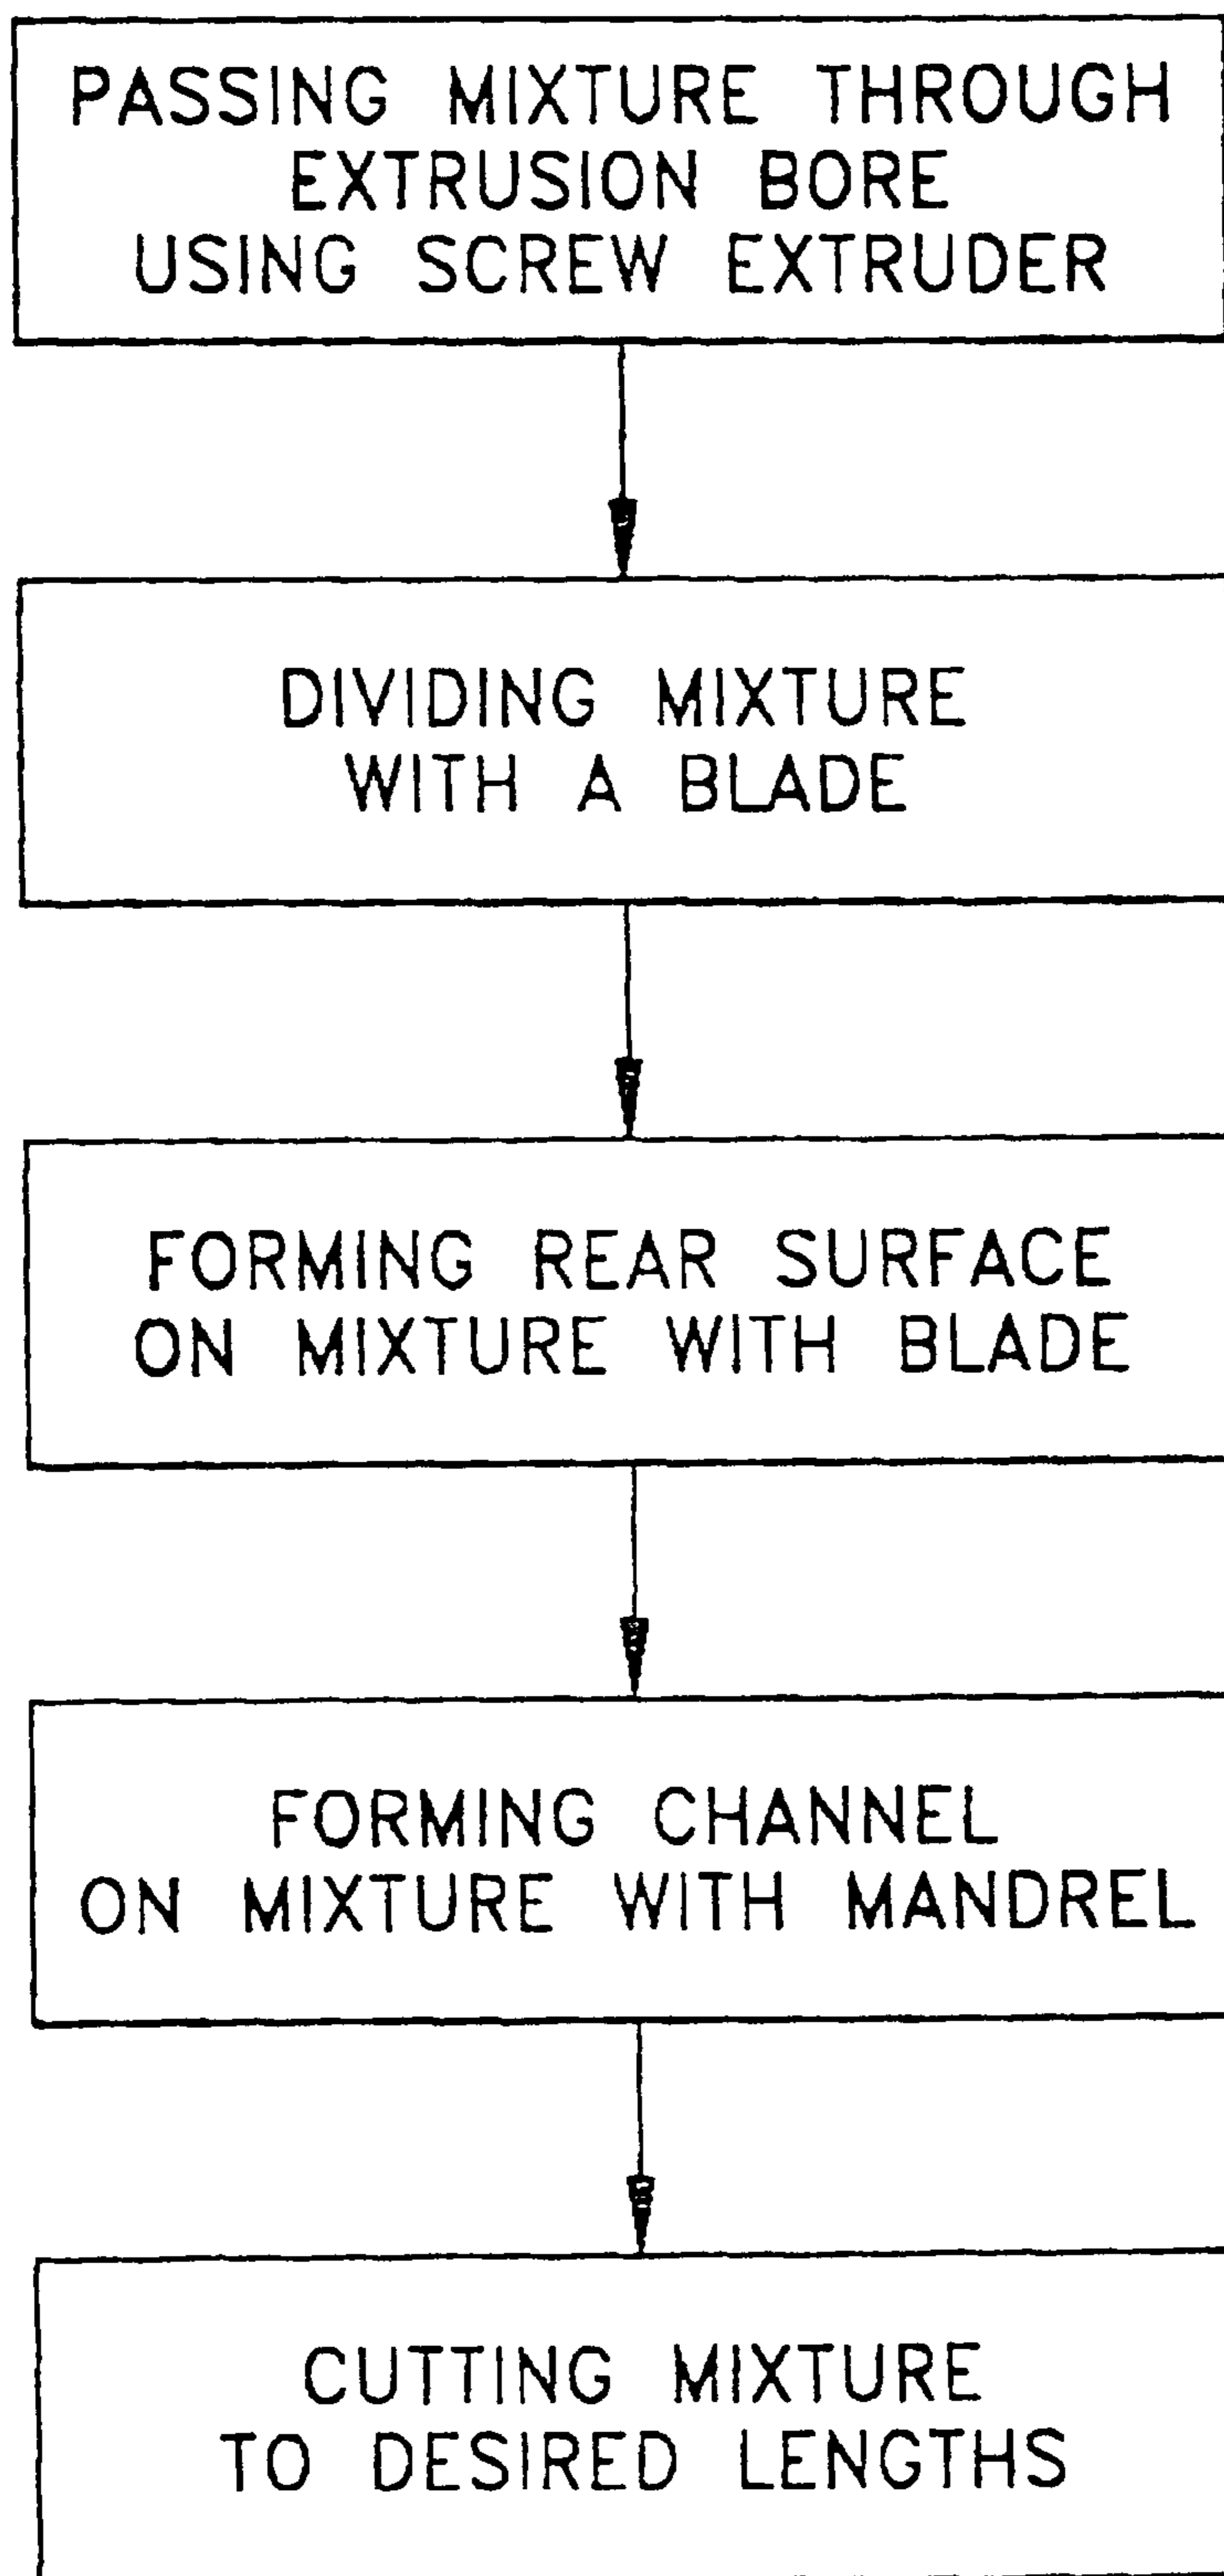 PASSING MIXTURE THROUGH
EXTRUSION BORE
USING SCREW EXTRUDER
DIVIDING MIXTURE
WITH A BLADE
FORMING REAR SURFACE
ON MIXTURE WITH BLADE
FORMING CHANNEL
ON MIXTURE WITH MANDREL
CUTTING MIXTURE
TO DESIRED LENGTHS